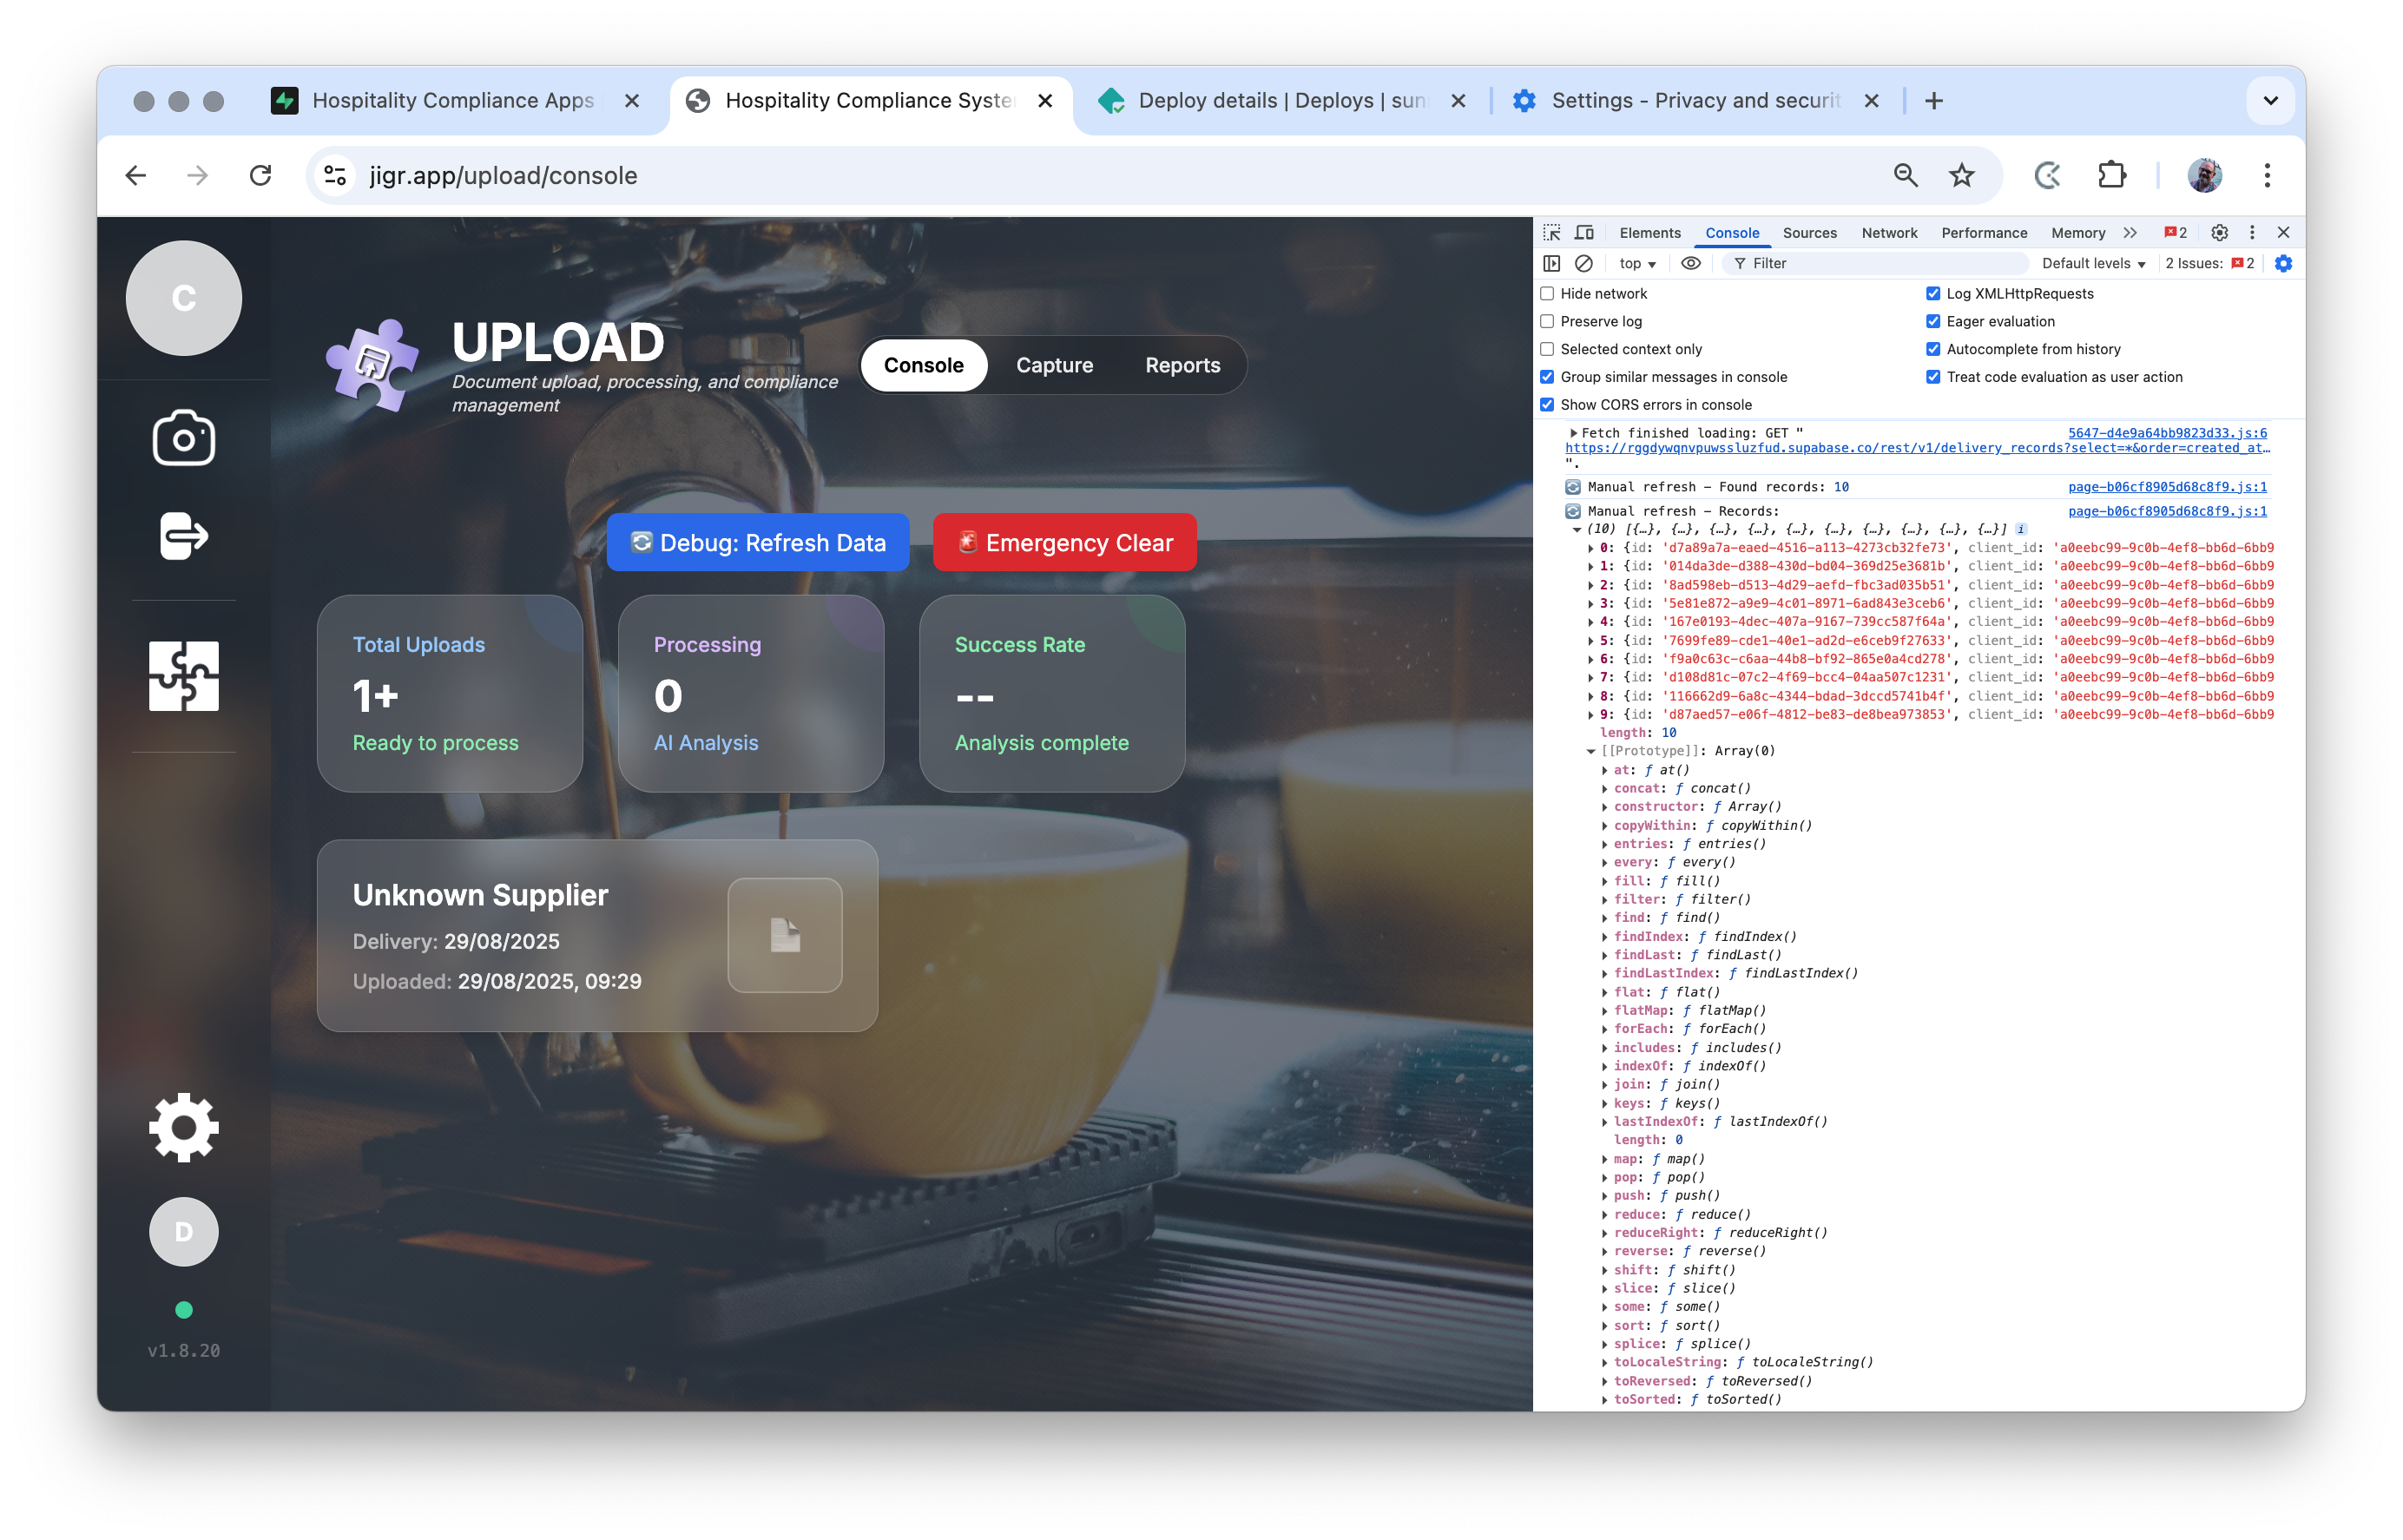 Hospitality Compliance Apps
Hospitality Compliance Syste
Deploy details | Deploys | sun
Settings - Privacy and securit
jigr.app/upload/console
C
UPLOAD
Document upload, processing, and compliance
management
Console
Capture
Reports
Debug: Refresh Data
Emergency Clear
Total Uploads
1+
Ready to process
Processing
0
AI Analysis
Success Rate
--
Analysis complete
Unknown Supplier
Delivery: 29/08/2025
Uploaded: 29/08/2025, 09:29
D
v1.8.20
Elements
Console
Sources
Network
Performance
Memory
2
top
Filter
Default levels
2 Issues: 2
Hide network
Log XMLHttpRequests
Preserve log
Eager evaluation
Selected context only
Autocomplete from history
Group similar messages in console
Treat code evaluation as user action
Show CORS errors in console
Fetch finished loading: GET " 5647-d4e9a64bb9823d33.js:6
https://rggdywqnvpuwssluzfud.supabase.co/rest/v1/delivery_records?select=*&order=created_at…
".
Manual refresh - Found records: 10 page-b06cf8905d68c8f9.js:1
Manual refresh - Records: page-b06cf8905d68c8f9.js:1
(10) [{…}, {…}, {…}, {…}, {…}, {…}, {…}, {…}, {…}, {…}] i
0: {id: 'd7a89a7a-eaed-4516-a113-4273cb32fe73', client_id: 'a0eebc99-9c0b-4ef8-bb6d-6bb9
1: {id: '014da3de-d388-430d-bd04-369d25e3681b', client_id: 'a0eebc99-9c0b-4ef8-bb6d-6bb9
2: {id: '8ad598eb-d513-4d29-aefd-fbc3ad035b51', client_id: 'a0eebc99-9c0b-4ef8-bb6d-6bb9
3: {id: '5e81e872-a9e9-4c01-8971-6ad843e3ceb6', client_id: 'a0eebc99-9c0b-4ef8-bb6d-6bb9
4: {id: '167e0193-4dec-407a-9167-739cc587f64a', client_id: 'a0eebc99-9c0b-4ef8-bb6d-6bb9
5: {id: '7699fe89-cde1-40e1-ad2d-e6ceb9f27633', client_id: 'a0eebc99-9c0b-4ef8-bb6d-6bb9
6: {id: 'f9a0c63c-c6aa-44b8-bf92-865e0a4cd278', client_id: 'a0eebc99-9c0b-4ef8-bb6d-6bb9
7: {id: 'd108d81c-07c2-4f69-bcc4-04aa507c1231', client_id: 'a0eebc99-9c0b-4ef8-bb6d-6bb9
8: {id: '116662d9-6a8c-4344-bdad-3dccd5741b4f', client_id: 'a0eebc99-9c0b-4ef8-bb6d-6bb9
9: {id: 'd87aed57-e06f-4812-be83-de8bea973853', client_id: 'a0eebc99-9c0b-4ef8-bb6d-6bb9
length: 10
[[Prototype]]: Array(0)
at: ƒ at()
concat: ƒ concat()
constructor: ƒ Array()
copyWithin: ƒ copyWithin()
entries: ƒ entries()
every: ƒ every()
fill: ƒ fill()
filter: ƒ filter()
find: ƒ find()
findIndex: ƒ findIndex()
findLast: ƒ findLast()
findLastIndex: ƒ findLastIndex()
flat: ƒ flat()
flatMap: ƒ flatMap()
forEach: ƒ forEach()
includes: ƒ includes()
indexOf: ƒ indexOf()
join: ƒ join()
keys: ƒ keys()
lastIndexOf: ƒ lastIndexOf()
length: 0
map: ƒ map()
pop: ƒ pop()
push: ƒ push()
reduce: ƒ reduce()
reduceRight: ƒ reduceRight()
reverse: ƒ reverse()
shift: ƒ shift()
slice: ƒ slice()
some: ƒ some()
sort: ƒ sort()
splice: ƒ splice()
toLocaleString: ƒ toLocaleString()
toReversed: ƒ toReversed()
toSorted: ƒ toSorted()